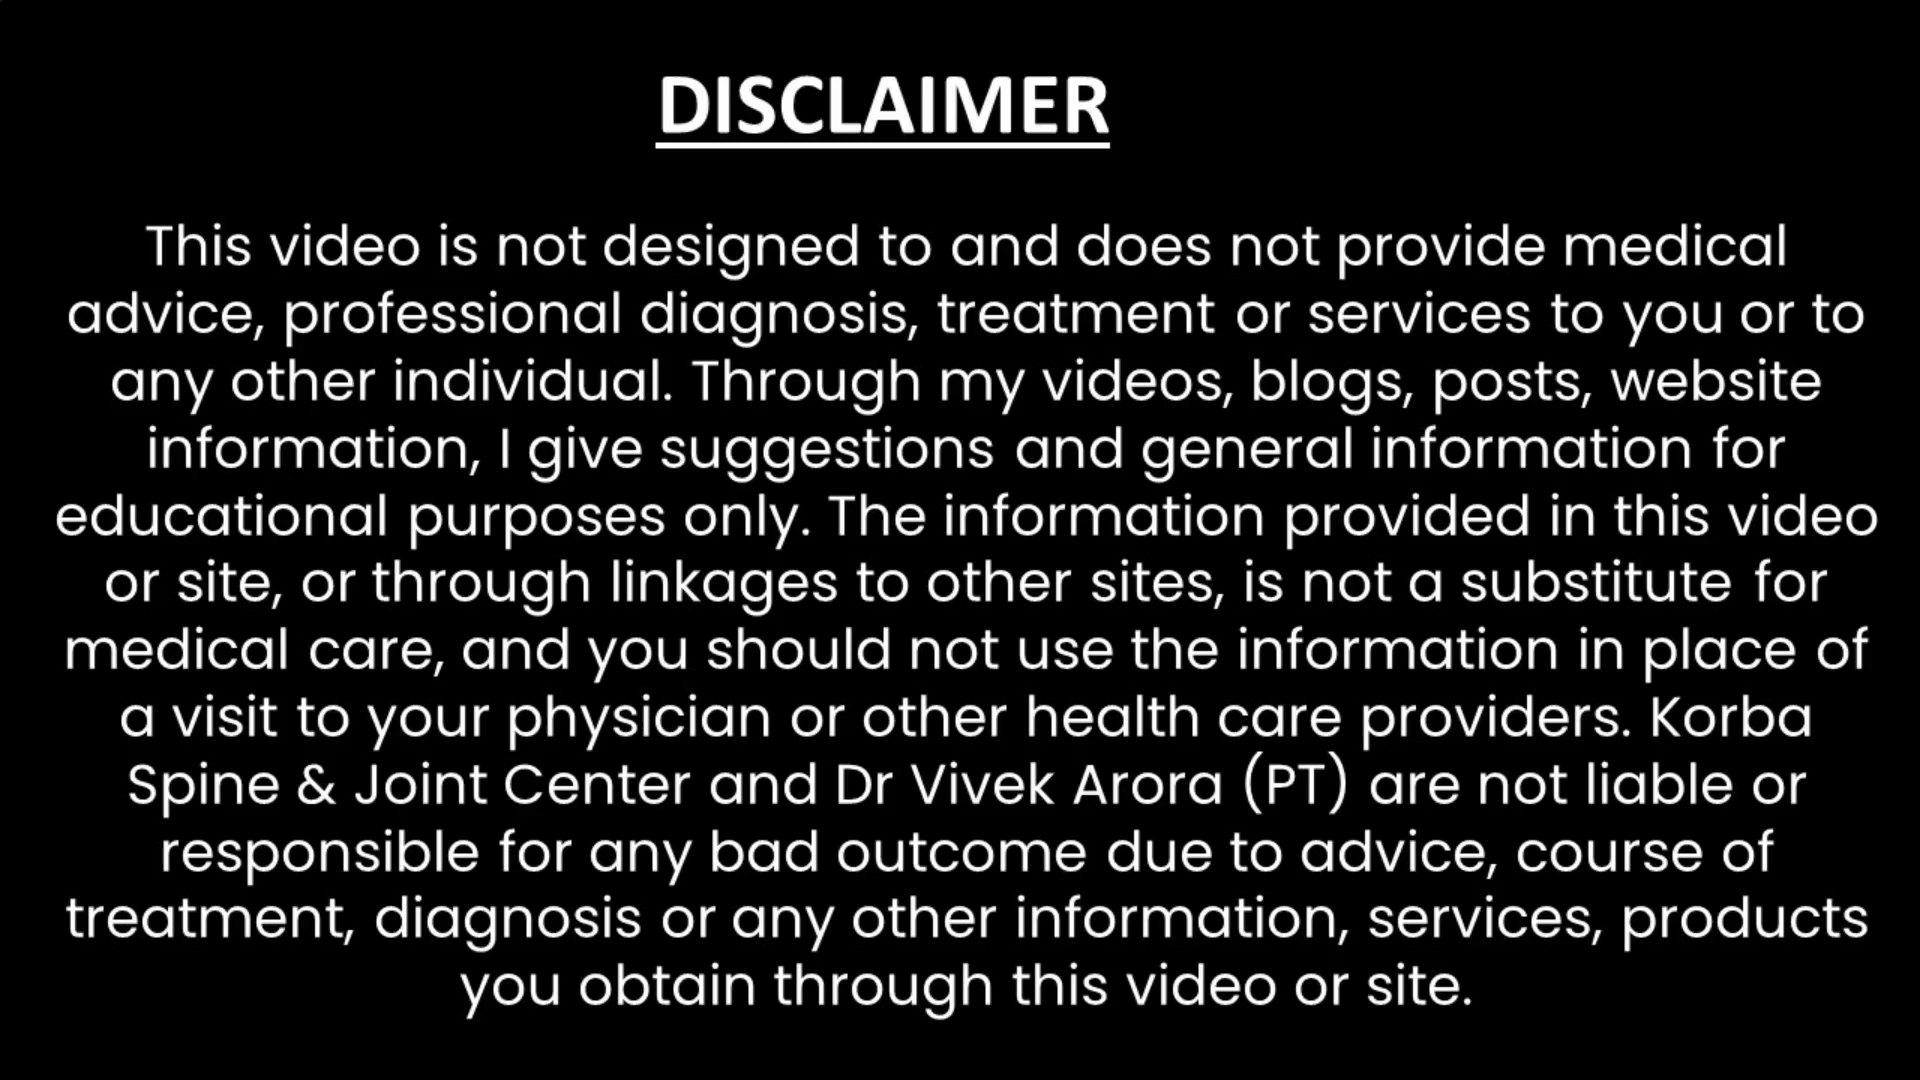 DISCLAIMER
This video is not designed to and does not provide medical
advice, professional diagnosis, treatment or services to you or to
any other individual. Through my videos, blogs, posts, website
information, I give suggestions and general information for
educational purposes only. The information provided in this video
or site, or through linkages to other sites, is not a substitute for
medical care, and you should not use the information in place of
a visit to your physician or other health care providers. Korba
Spine & Joint Center and Dr Vivek Arora (PT) are not liable or
responsible for any bad outcome due to advice, course of
treatment, diagnosis or any other information, services, products
you obtain through this video or site.